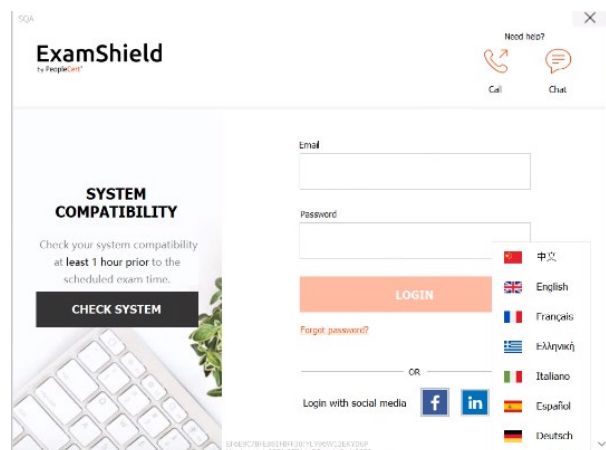 SQA
ExamShield
by PeopleCert
Need help?
Call
Chat
SYSTEM
COMPATIBILITY
Check your system compatibility
at least 1 hour prior to the
scheduled exam time.
CHECK SYSTEM
Email
Password
LOGIN
Forgot password?
OR
Login with social media
f
in
中文
English
Français
Ελληνική
Italiano
Español
Deutsch